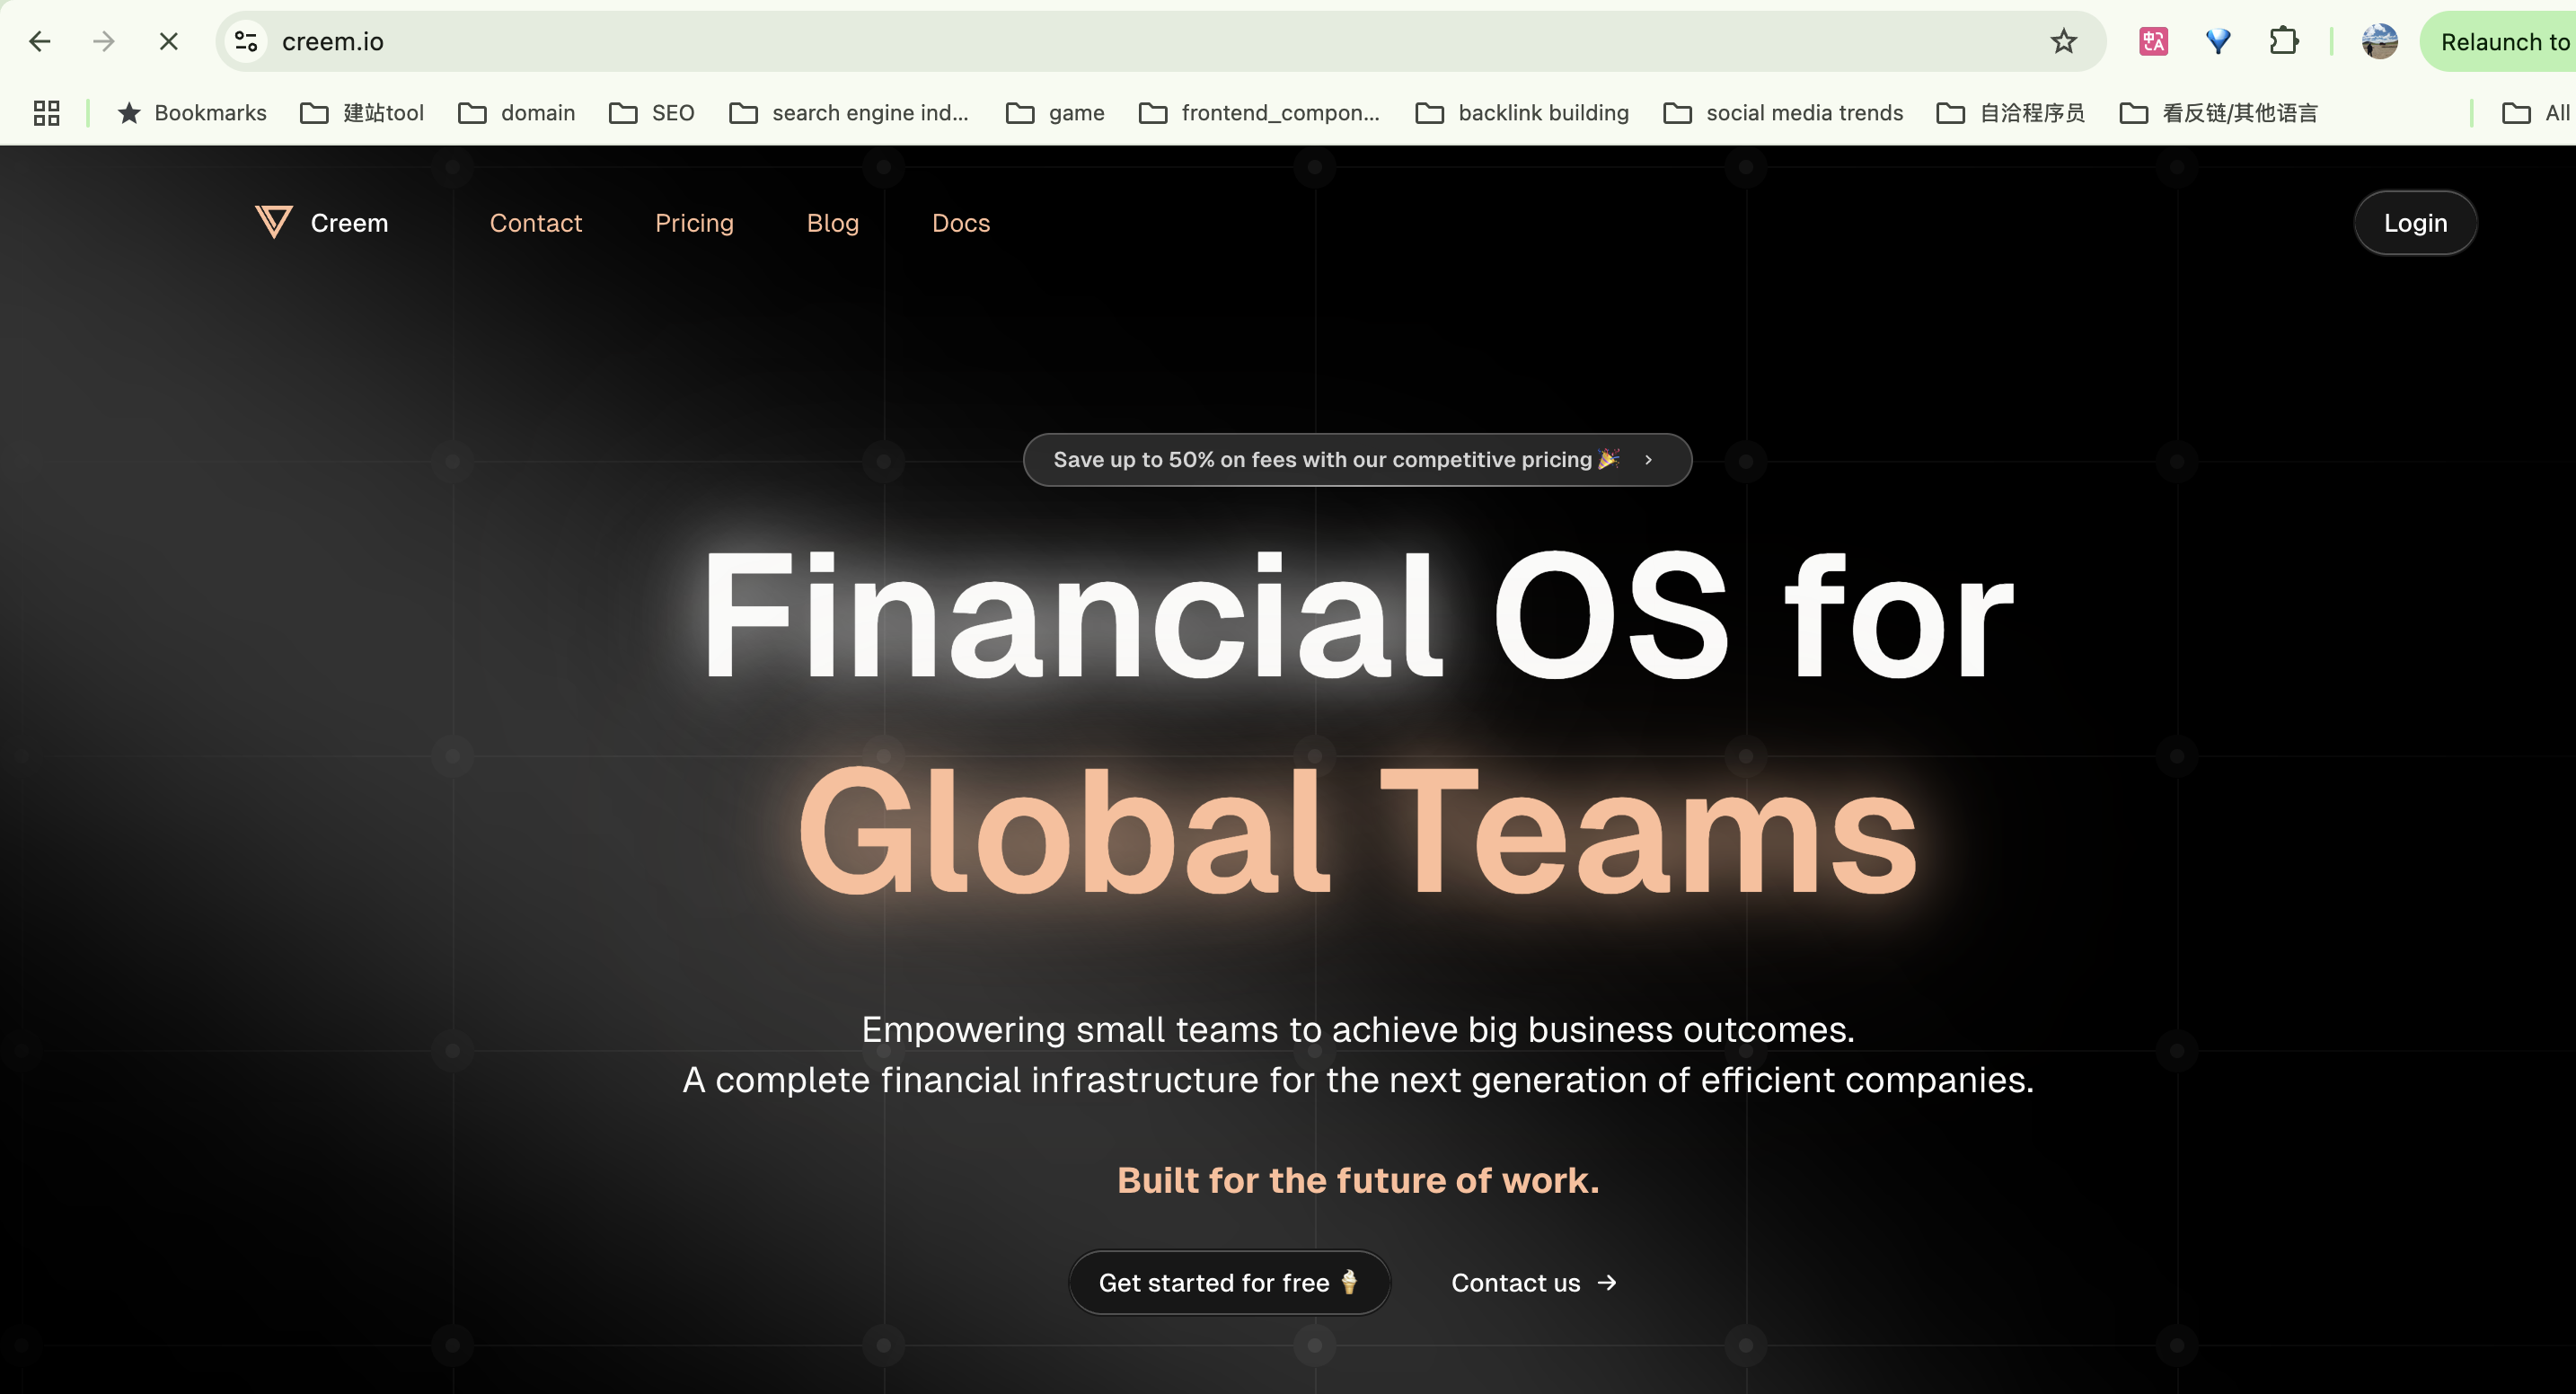 creem.io
Relaunch to
Bookmarks 建站tool domain SEO search engine ind... game frontend_compon... backlink building social media trends 自洽程序员 看反链/其他语言 All
Creem Contact Pricing Blog Docs Login
Save up to 50% on fees with our competitive pricing 🎉 ›
Financial OS for
Global Teams
Empowering small teams to achieve big business outcomes.
A complete financial infrastructure for the next generation of efficient companies.
Built for the future of work.
Get started for free 🍦 Contact us →